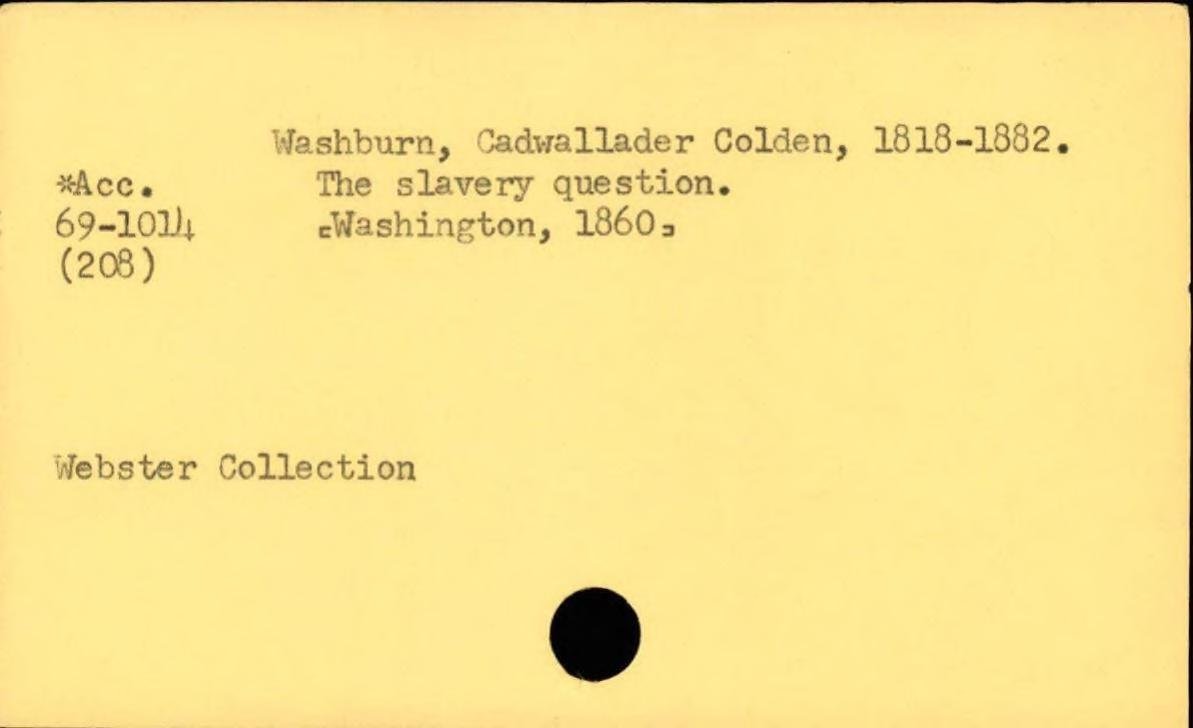 Washburn, Cadwallader Colden, 1818-1882.
*Acc. The slavery question.
69-1014 [Washington, 1860]
(208)
Webster Collection